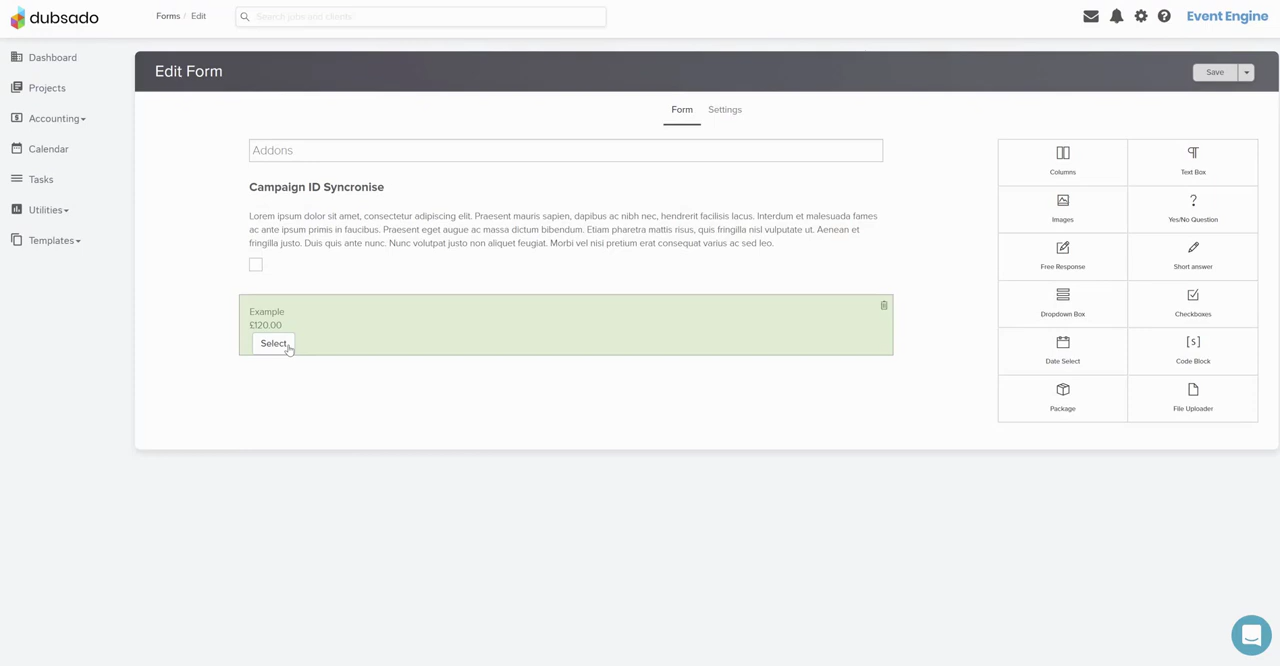 dubsado
Forms / Edit
Search jobs and clients
Event Engine
Dashboard
Projects
Accounting
Calendar
Tasks
Utilities
Templates
Edit Form
Save
Form
Settings
Addons
Campaign ID Syncronise
Lorem ipsum dolor sit amet, consectetur adipiscing elit. Praesent mauris sapien, dapibus ac nibh nec, hendrerit facilisis lacus. Interdum et malesuada fames
ac ante ipsum primis in faucibus. Praesent eget augue ac massa dictum bibendum. Etiam pharetra mattis risus, quis fringilla nisl vulputate ut. Aenean et
fringilla justo. Duis quis ante nunc. Nunc volutpat justo non aliquet feugiat. Morbi vel nisi pretium erat consequat varius ac sed leo.
Example
£120.00
Select
Columns
Text Box
Images
Yes/No Question
Free Response
Short answer
Dropdown Box
Checkboxes
Date Select
[s]
Code Block
Package
File Uploader